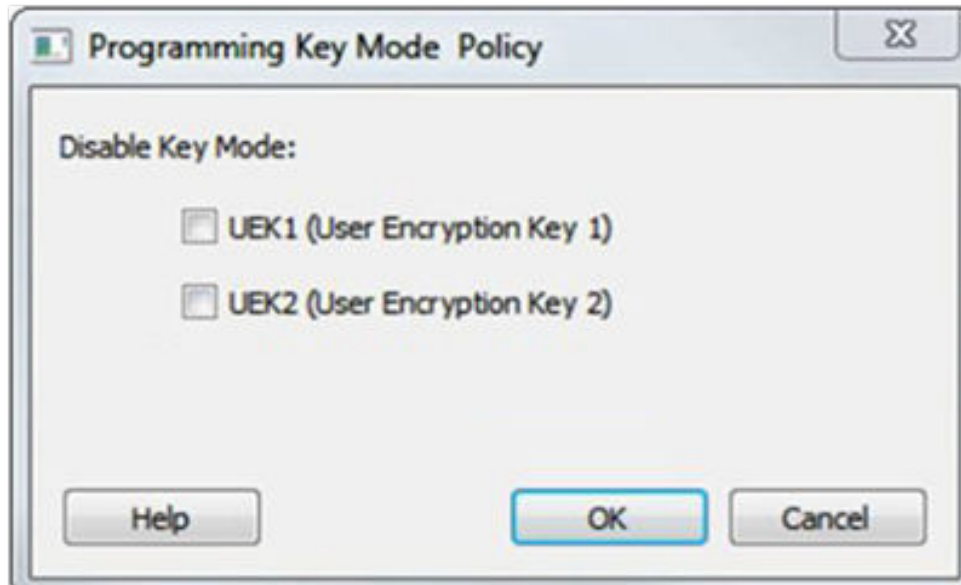 Programming Key Mode Policy
Disable Key Mode:
UEK1 (User Encryption Key 1)
UEK2 (User Encryption Key 2)
Help
OK
Cancel